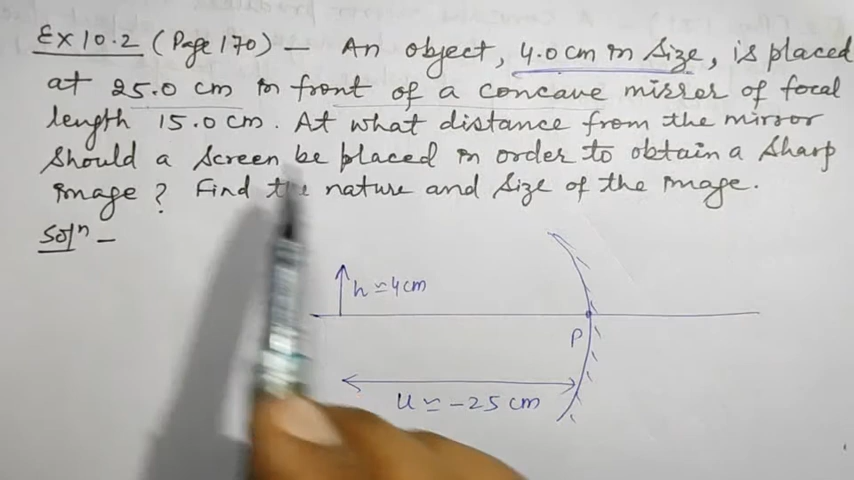 Ex 10.2 (Page 170) – An object, 4.0 cm in Size, is placed
at 25.0 cm in front of a concave mirror of focal
length 15.0 cm. At what distance from the mirror
Should a Screen be placed in order to obtain a Sharp
image? Find the nature and Size of the image.
Solⁿ –
h = 4cm
P
u = -25 cm